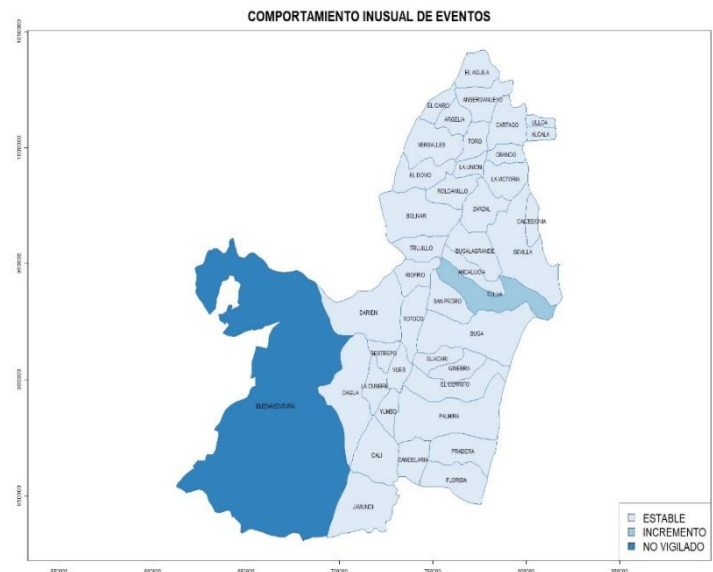 COMPORTAMIENTO INUSUAL DE EVENTOS
EL AGUILA
ANSERMANUEVO
EL CAIRO
ARGELIA
CARTAGO
ULLOA
ALCALA
VERSALLES
TORO
OBANDO
LA UNION
EL DOVIO
LA VICTORIA
ROLDANILLO
ZARZAL
BOLIVAR
CAICEDONIA
TRUJILLO
BUGALAGRANDE
SEVILLA
ANDALUCIA
RIOFRIO
TULUA
SAN PEDRO
DARIEN
YOTOCO
BUGA
RESTREPO
GUACARI
VIJES
GINEBRA
LA CUMBRE
EL CERRITO
DAGUA
BUENAVENTURA
YUMBO
PALMIRA
CALI
CANDELARIA
PRADERA
FLORIDA
JAMUNDI
ESTABLE
INCREMENTO
NO VIGILADO